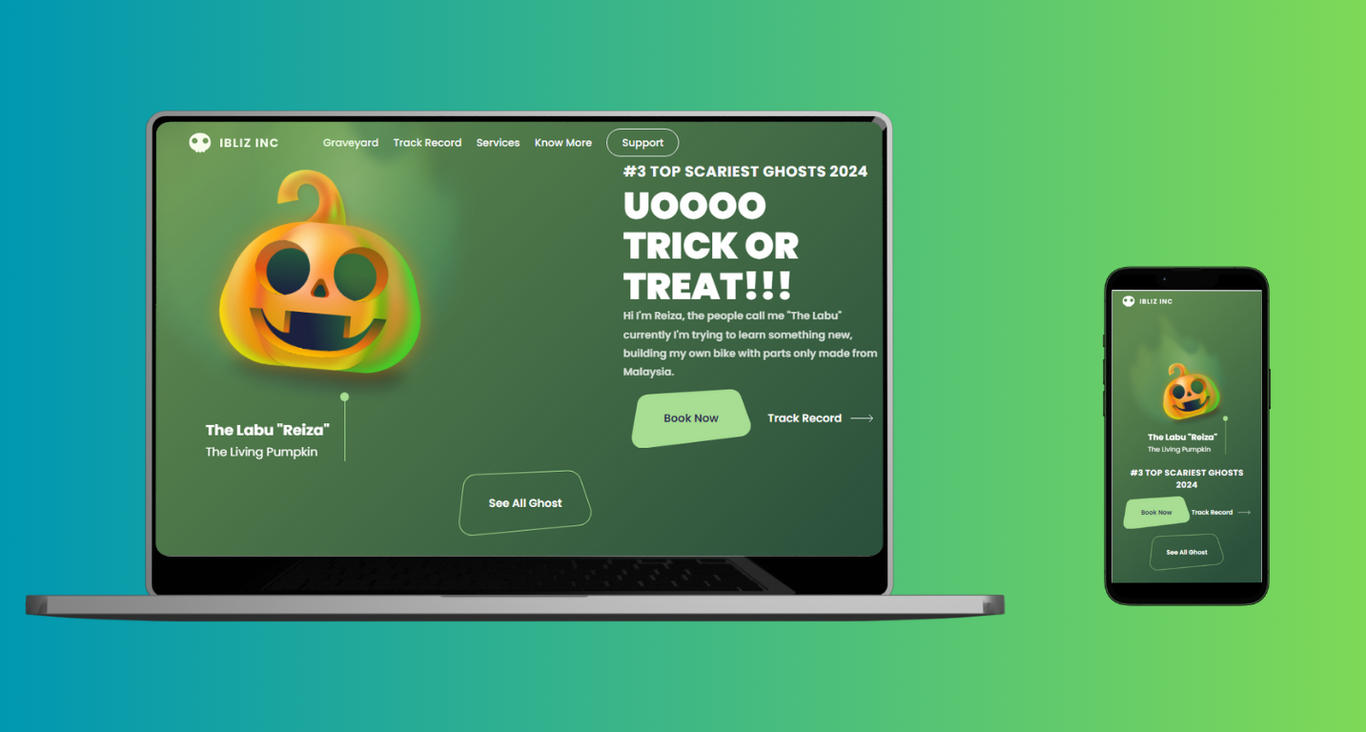 IBLIZ INC
Graveyard Track Record Services Know More Support
#3 TOP SCARIEST GHOSTS 2024
UOOOO
TRICK OR
TREAT!!!
Hi I'm Reiza, the people call me "The Labu"
currently I'm trying to learn something new,
building my own bike with parts only made from
Malaysia.
Book Now
Track Record
The Labu "Reiza"
The Living Pumpkin
See All Ghost
IBLIZ INC
The Labu "Reiza"
The Living Pumpkin
#3 TOP SCARIEST GHOSTS
2024
Book Now
Track Record
See All Ghost